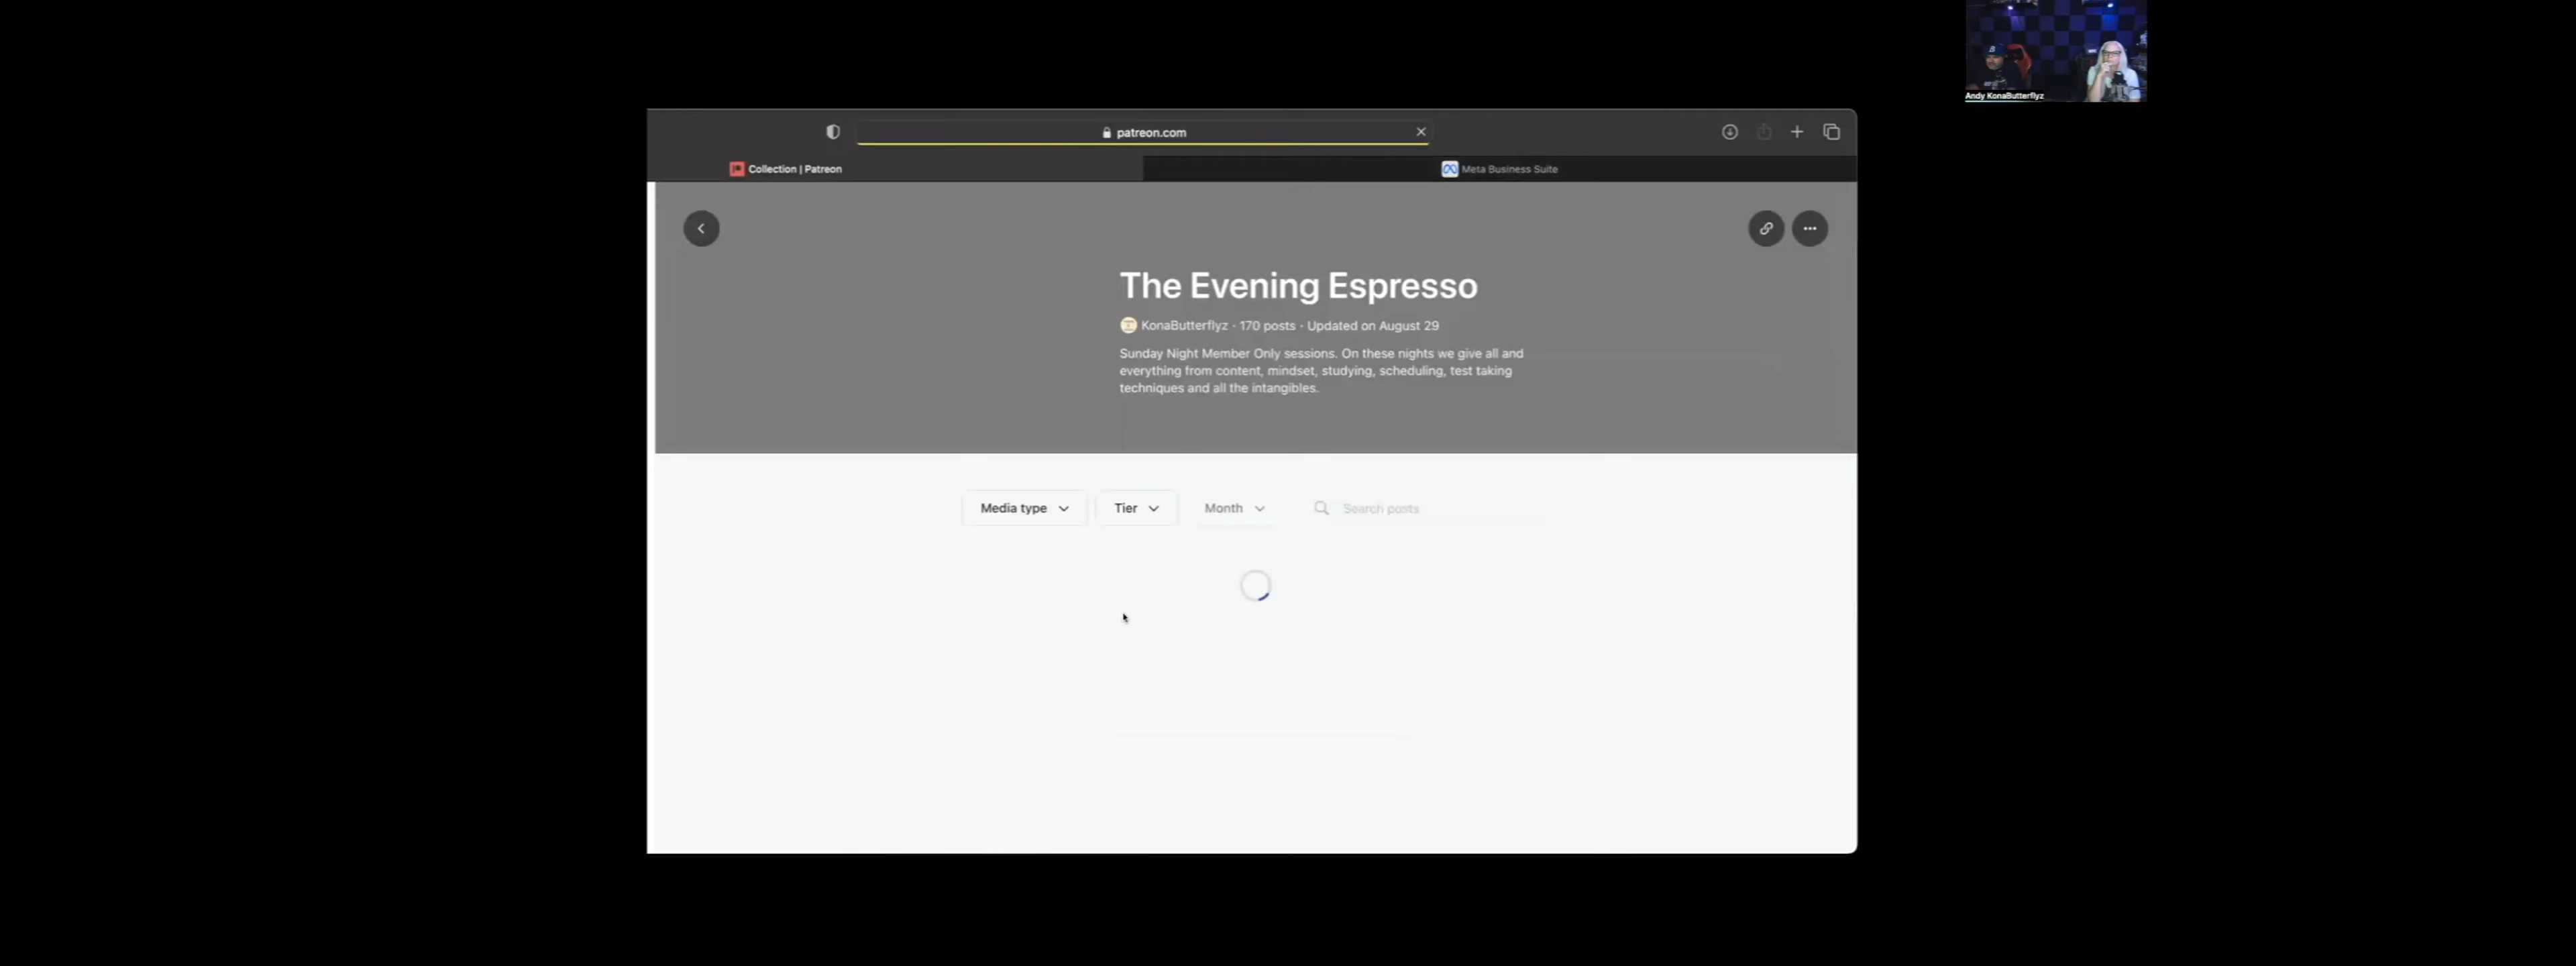 Andy KonaButterflyz
patreon.com
Collection | Patreon
Meta Business Suite
The Evening Espresso
KonaButterflyz · 170 posts · Updated on August 29
Sunday Night Member Only sessions. On these nights we give all and
everything from content, mindset, studying, scheduling, test taking
techniques and all the intangibles.
Media type
Tier
Month
Search posts